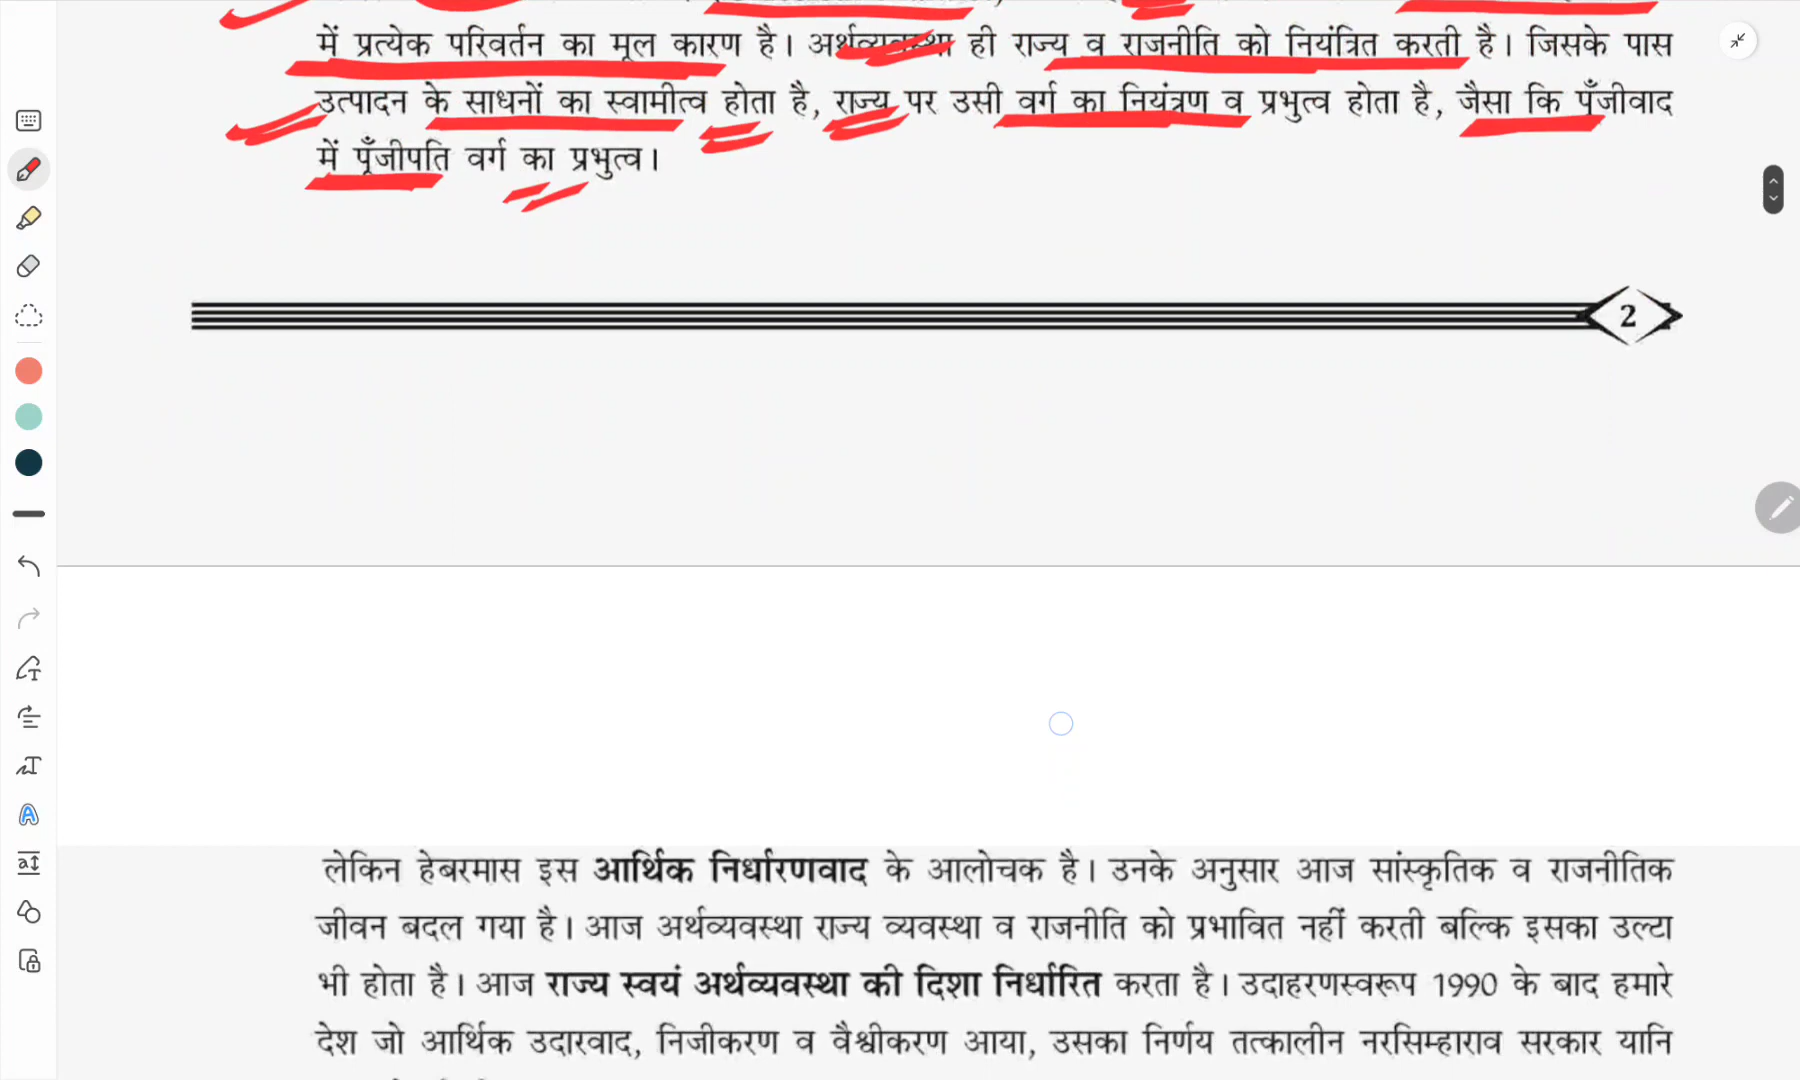 में प्रत्येक परिवर्तन का मूल कारण है। अर्थव्यवस्था ही राज्य व राजनीति को नियंत्रित करती है। जिसके पास
उत्पादन के साधनों का स्वामीत्व होता है, राज्य पर उसी वर्ग का नियंत्रण व प्रभुत्व होता है, जैसा कि पूँजीवाद
में पूँजीपति वर्ग का प्रभुत्व।
2
लेकिन हेबरमास इस आर्थिक निर्धारणवाद के आलोचक है। उनके अनुसार आज सांस्कृतिक व राजनीतिक
जीवन बदल गया है। आज अर्थव्यवस्था राज्य व्यवस्था व राजनीति को प्रभावित नहीं करती बल्कि इसका उल्टा
भी होता है। आज राज्य स्वयं अर्थव्यवस्था की दिशा निर्धारित करता है। उदाहरणस्वरूप 1990 के बाद हमारे
देश जो आर्थिक उदारवाद, निजीकरण व वैश्वीकरण आया, उसका निर्णय तत्कालीन नरसिम्हाराव सरकार यानि